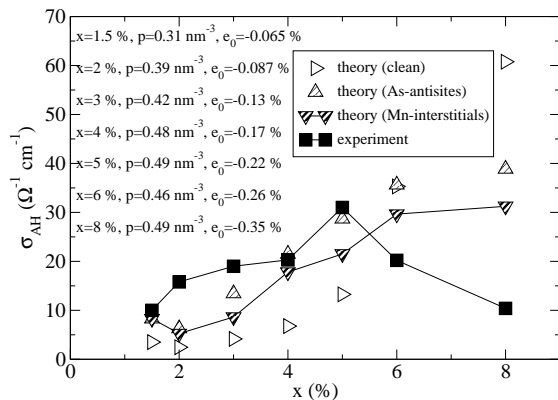 70
60
50
40
30
20
10
0
σAH (Ω-1 cm-1)
x=1.5 %, p=0.31 nm-3, e0=-0.065 %
x=2 %, p=0.39 nm-3, e0=-0.087 %
x=3 %, p=0.42 nm-3, e0=-0.13 %
x=4 %, p=0.48 nm-3, e0=-0.17 %
x=5 %, p=0.49 nm-3, e0=-0.22 %
x=6 %, p=0.46 nm-3, e0=-0.26 %
x=8 %, p=0.49 nm-3, e0=-0.35 %
theory (clean)
theory (As-antisites)
theory (Mn-interstitials)
experiment
0 2 4 6 8
x (%)